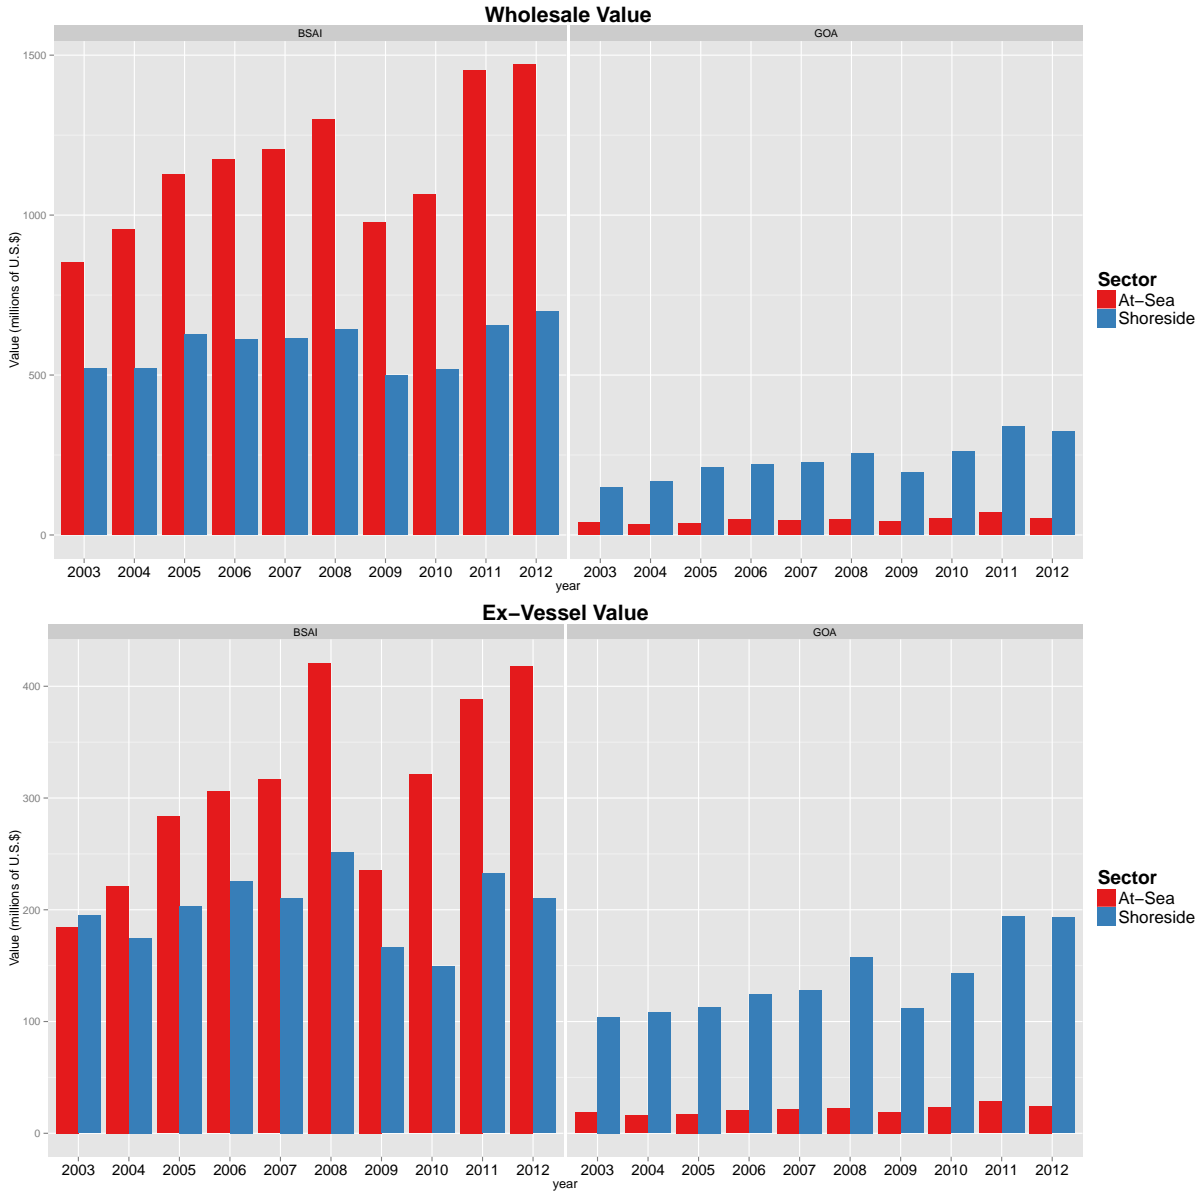 Wholesale Value
BSAI GOA
1500
1000
500
0
Value (millions of U.S.$)
2003 2004 2005 2006 2007 2008 2009 2010 2011 2012 2003 2004 2005 2006 2007 2008 2009 2010 2011 2012
year
Sector
At−Sea
Shoreside
Ex−Vessel Value
BSAI GOA
400
300
200
100
0
Value (millions of U.S.$)
2003 2004 2005 2006 2007 2008 2009 2010 2011 2012 2003 2004 2005 2006 2007 2008 2009 2010 2011 2012
year
Sector
At−Sea
Shoreside